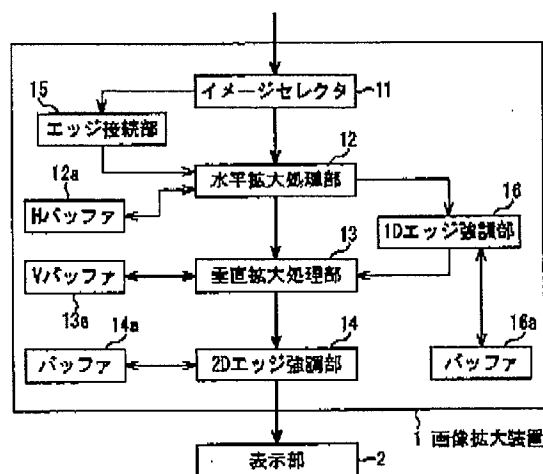 イメージセレクタ 11
15
エッジ接続部
12
水平拡大処理部
12a
Hバッファ
16
1Dエッジ強調部
13
垂直拡大処理部
Vバッファ
13a
14a
14
2Dエッジ強調部
バッファ
16a
バッファ
1 画像拡大装置
表示部 2